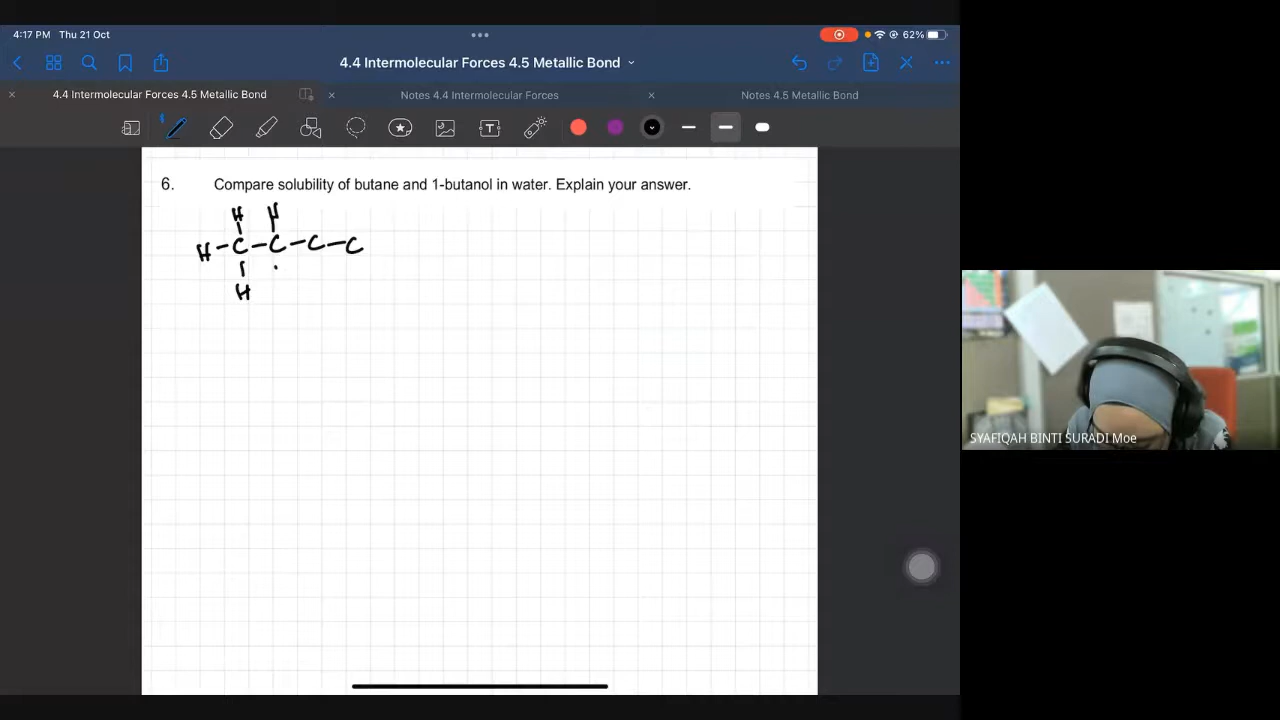 4:17 PM Thu 21 Oct
62%
4.4 Intermolecular Forces 4.5 Metallic Bond
4.4 Intermolecular Forces 4.5 Metallic Bond
Notes 4.4 Intermolecular Forces
Notes 4.5 Metallic Bond
6. Compare solubility of butane and 1-butanol in water. Explain your answer.
H H
H - C - C - C - C
H
SYAFIQAH BINTI SURADI Moe